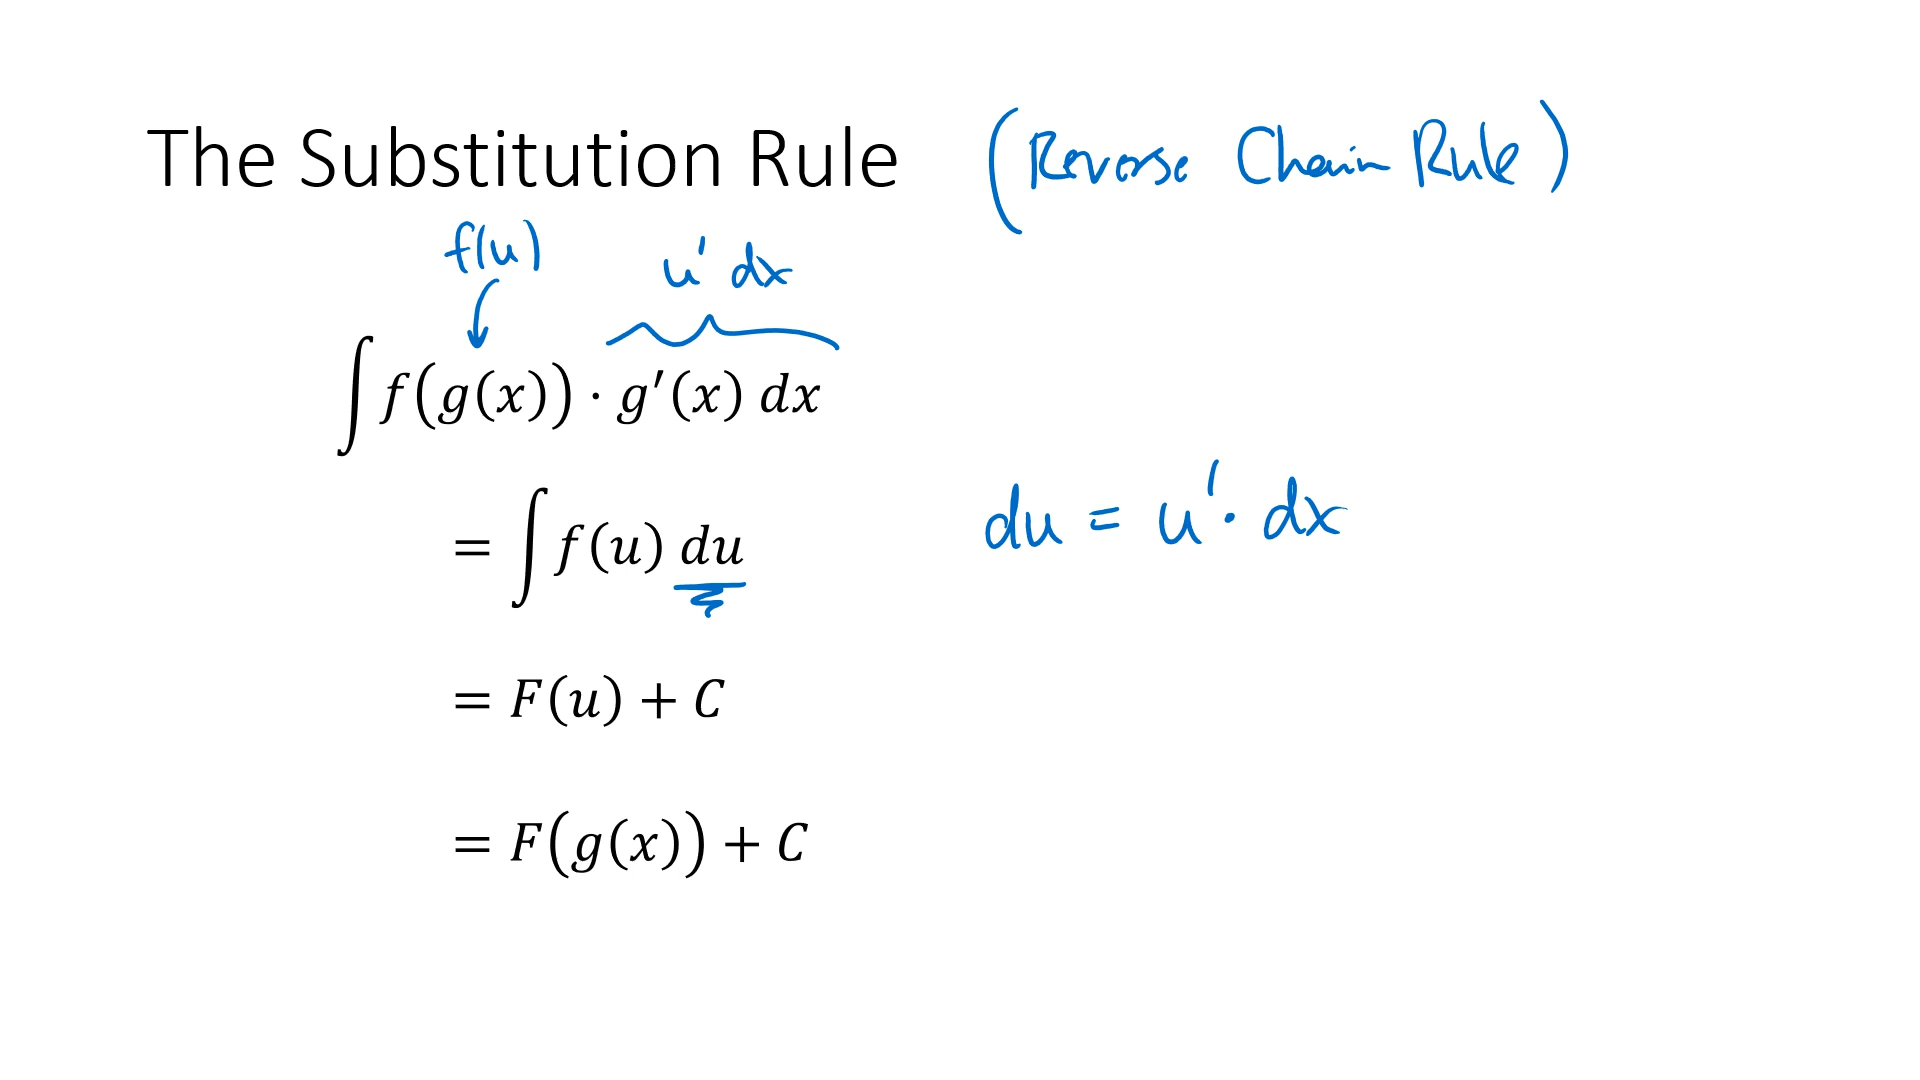 The Substitution Rule (Reverse Chain Rule)
f(u) u' dx
∫f(g(x)) · g′(x) dx
= ∫f(u) du
du = u' · dx
= F(u) + C
= F(g(x)) + C